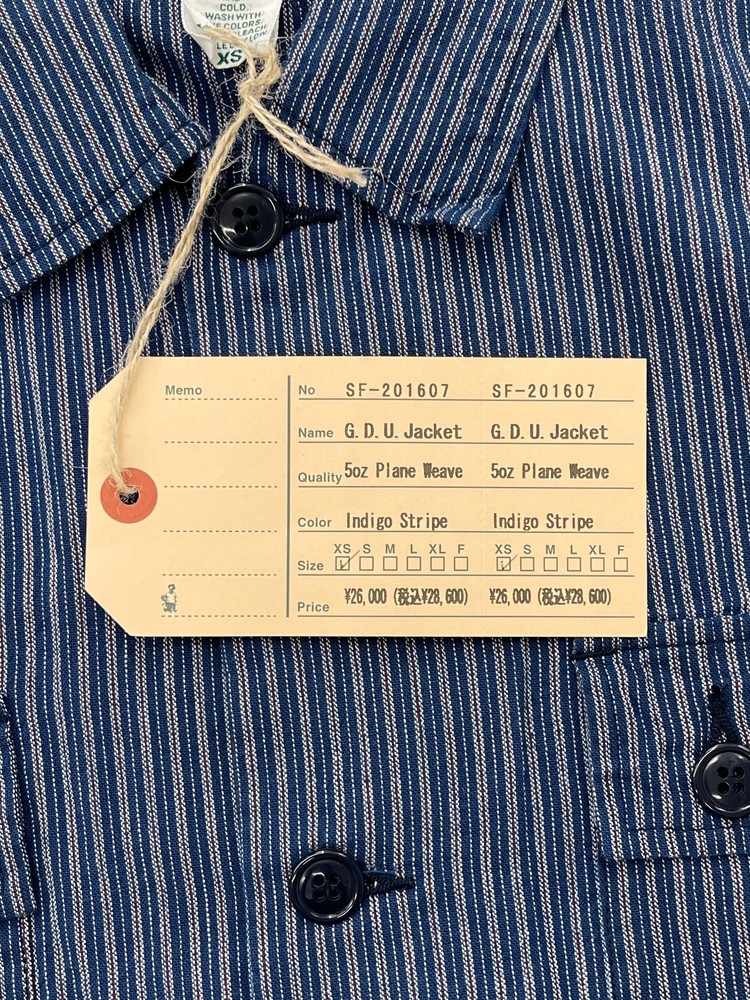 COLD.
WASH WITH
COLORS.
XS
Memo
No SF-201607 SF-201607
Name G.D.U. Jacket G.D.U. Jacket
Quality 5oz Plane Weave 5oz Plane Weave
Color Indigo Stripe Indigo Stripe
XS S M L XL F XS S M L XL F
Size
Price ¥26,000 (税込¥28,600) ¥26,000 (税込¥28,600)